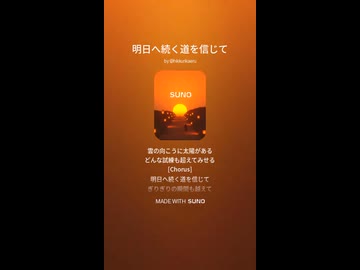 明日へ続く道を信じて
SUNO
雲の向こうに太陽がある
どんな試練も超えてみせる
[Chorus]
明日へ続く道を信じて
ぎりぎりの瞬間も越えて
MADE WITH SUNO